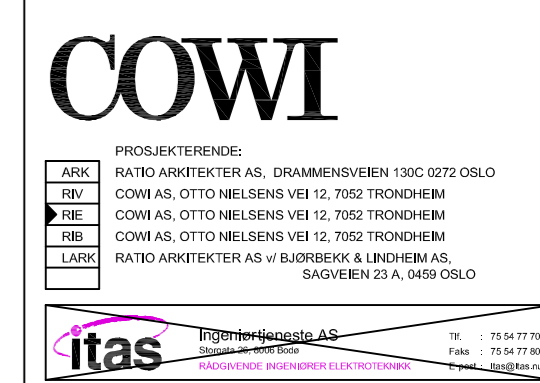 COWI
PROSJEKTERENDE:
ARK RATIO ARKITEKTER AS, DRAMMENSVEIEN 130C 0272 OSLO
RIV COWI AS, OTTO NIELSENS VEI 12, 7052 TRONDHEIM
RIE COWI AS, OTTO NIELSENS VEI 12, 7052 TRONDHEIM
RIB COWI AS, OTTO NIELSENS VEI 12, 7052 TRONDHEIM
LARK RATIO ARKITEKTER AS v/ BJØRBEKK & LINDHEIM AS,
SAGVEIEN 23 A, 0459 OSLO
itas
Ingeniørtjeneste AS
Storgata 26, 8006 Bodø
RÅDGIVENDE INGENIØRER ELEKTROTEKNIKK
Tlf. : 75 54 77 70
Faks : 75 54 77 80
E-post : itas@itas.nu